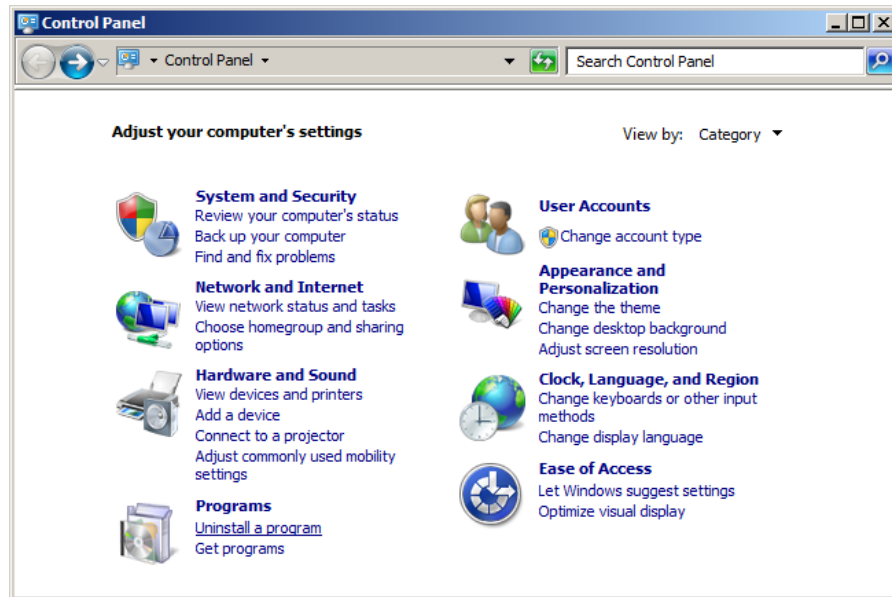 Control Panel
Control Panel
Search Control Panel
Adjust your computer's settings
View by: Category
System and Security
Review your computer's status
Back up your computer
Find and fix problems
Network and Internet
View network status and tasks
Choose homegroup and sharing
options
Hardware and Sound
View devices and printers
Add a device
Connect to a projector
Adjust commonly used mobility
settings
Programs
Uninstall a program
Get programs
User Accounts
Change account type
Appearance and
Personalization
Change the theme
Change desktop background
Adjust screen resolution
Clock, Language, and Region
Change keyboards or other input
methods
Change display language
Ease of Access
Let Windows suggest settings
Optimize visual display